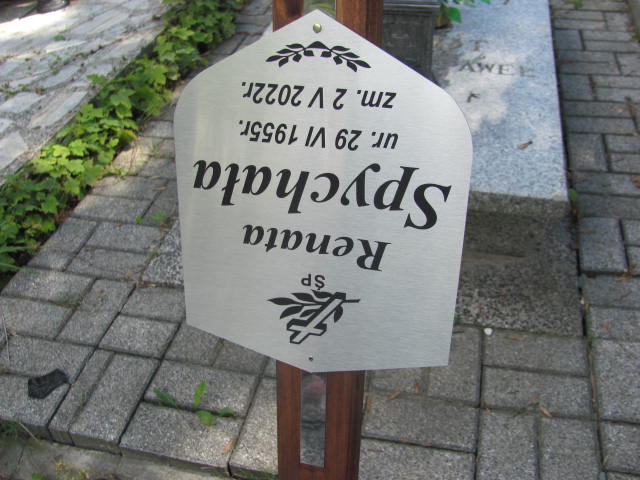 ŚP
Renata
Spychała
ur. 29 VI 1955r.
zm. 2 V 2022r.